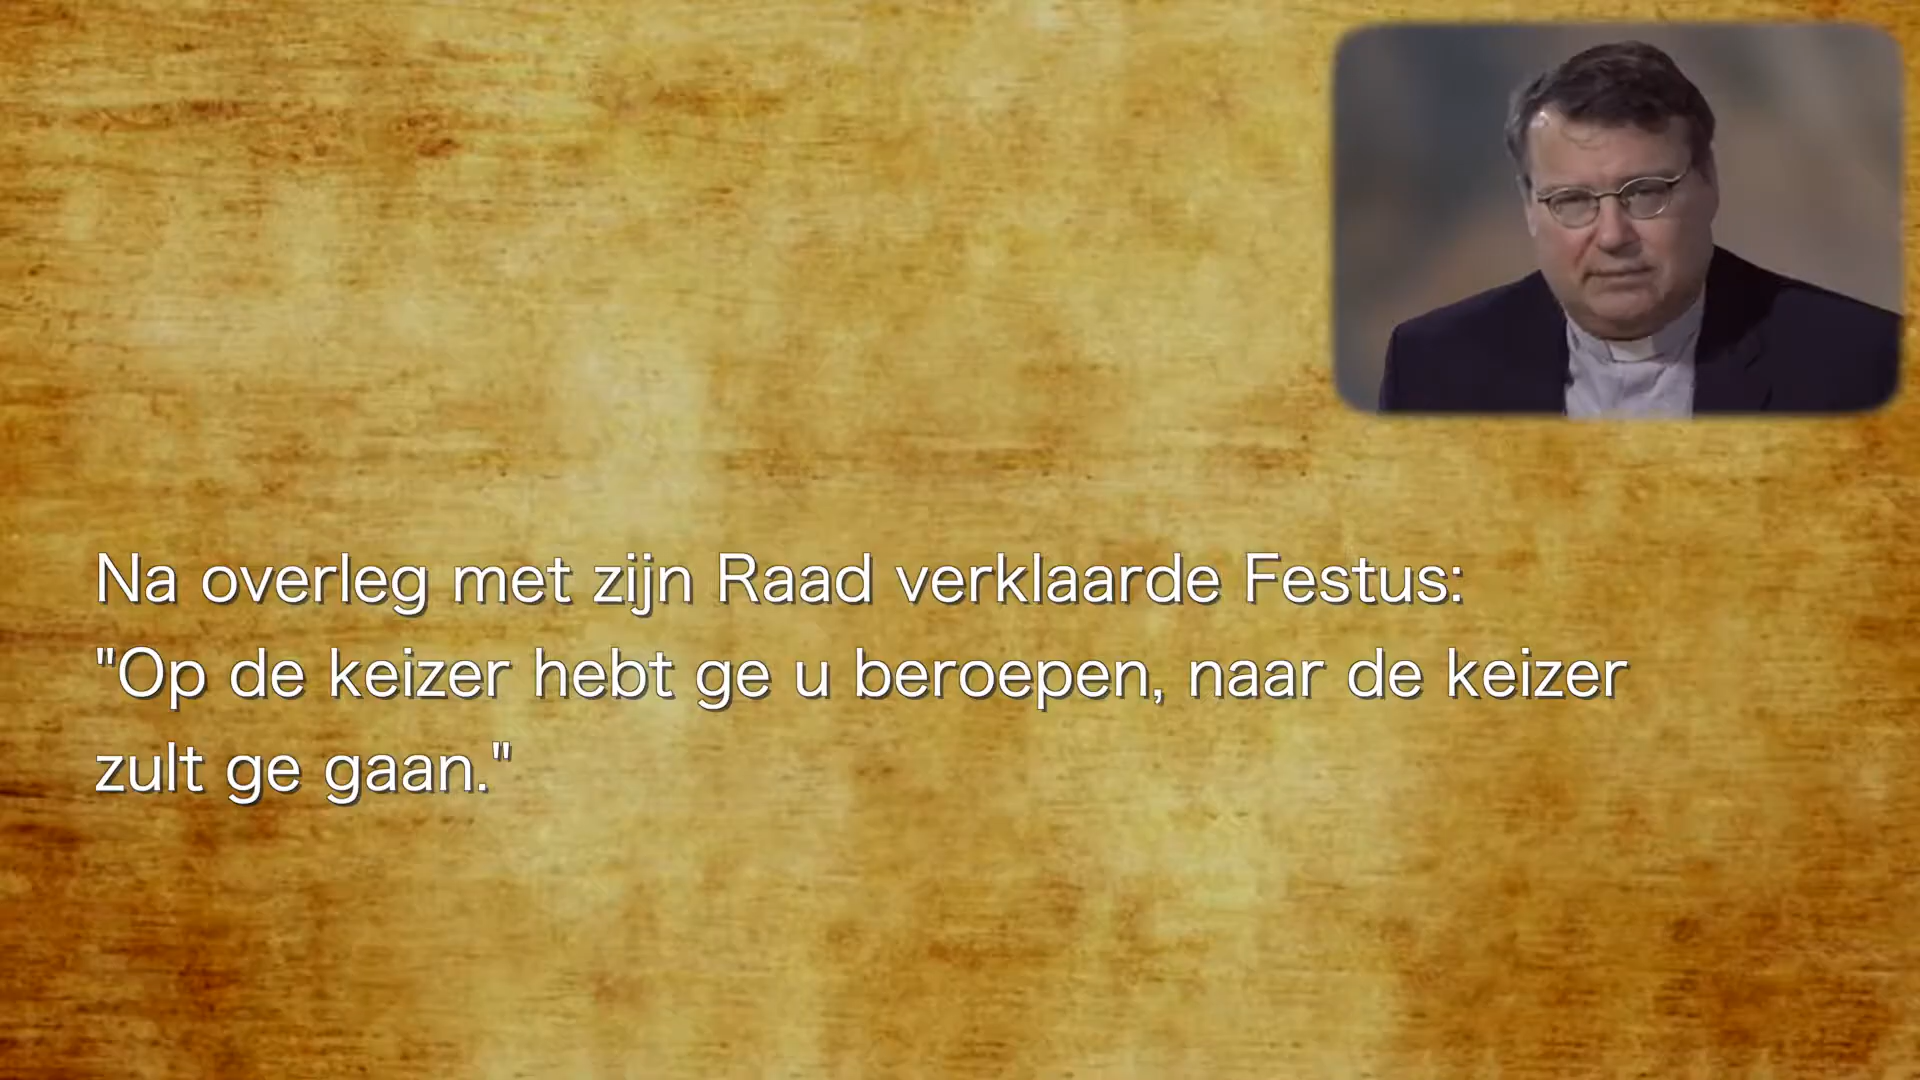 Na overleg met zijn Raad verklaarde Festus:
"Op de keizer hebt ge u beroepen, naar de keizer
zult ge gaan."